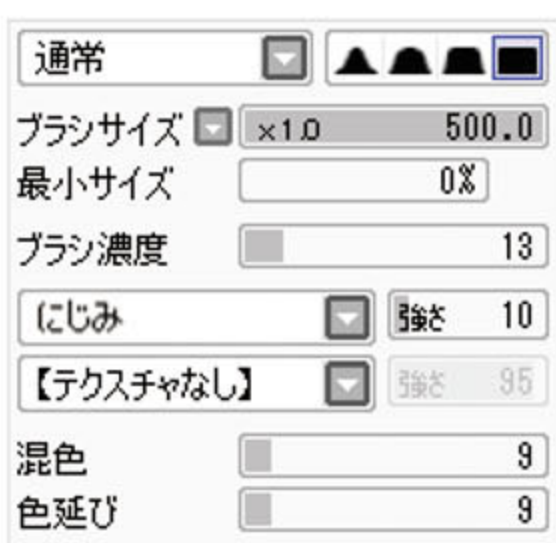 通常
ブラシサイズ ×1.0 500.0
最小サイズ 0%
ブラシ濃度 13
にじみ 強さ 10
【テクスチャなし】 強さ 95
混色 9
色延び 9